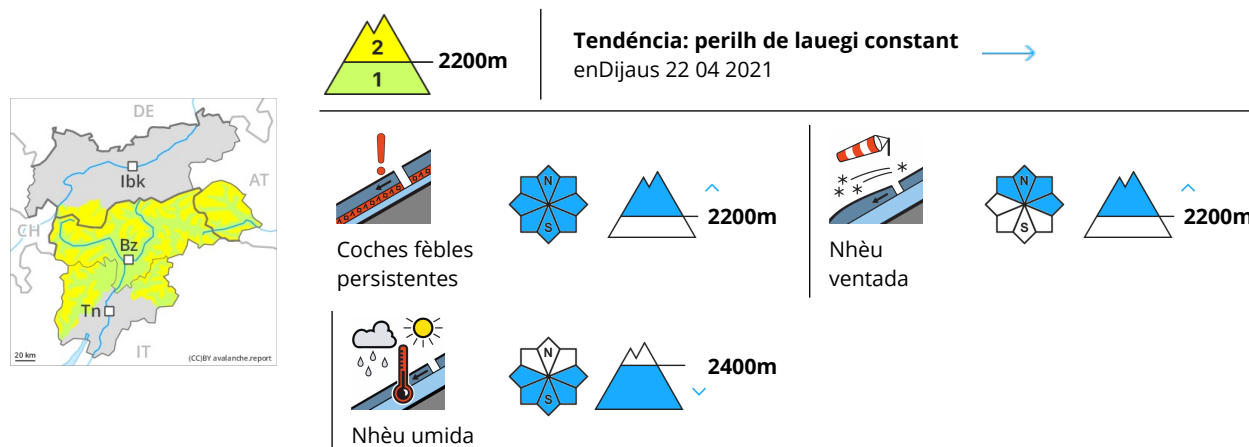 2
1
2200m
Tendéncia: perilh de lauegi constant
enDijaus 22 04 2021
DE
AT
Ibk
CH
Bz
Tn
IT
20 km
(CC)BY avalanche.report
N
S
2200m
Coches fèbles
persistentes
N
S
2200m
Nhèu
ventada
N
S
2400m
Nhèu umida